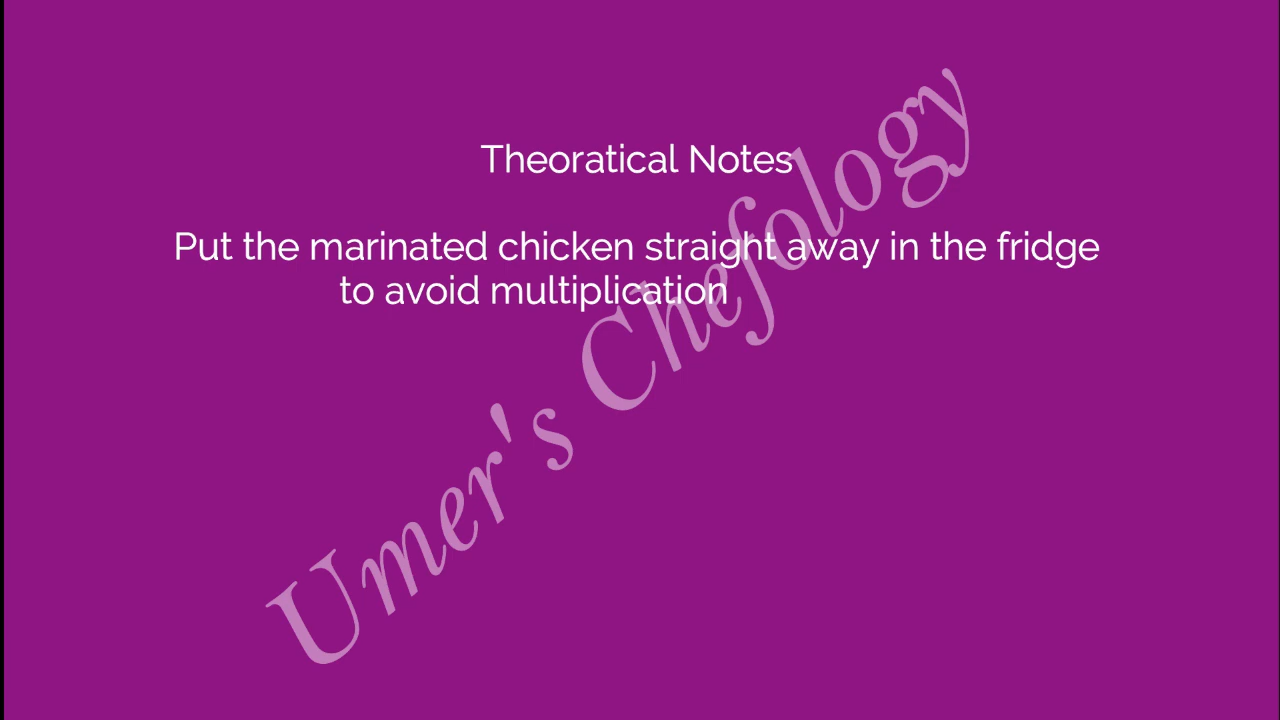 Theoratical Notes
Put the marinated chicken straight away in the fridge
to avoid multiplication
Umer's Chefology